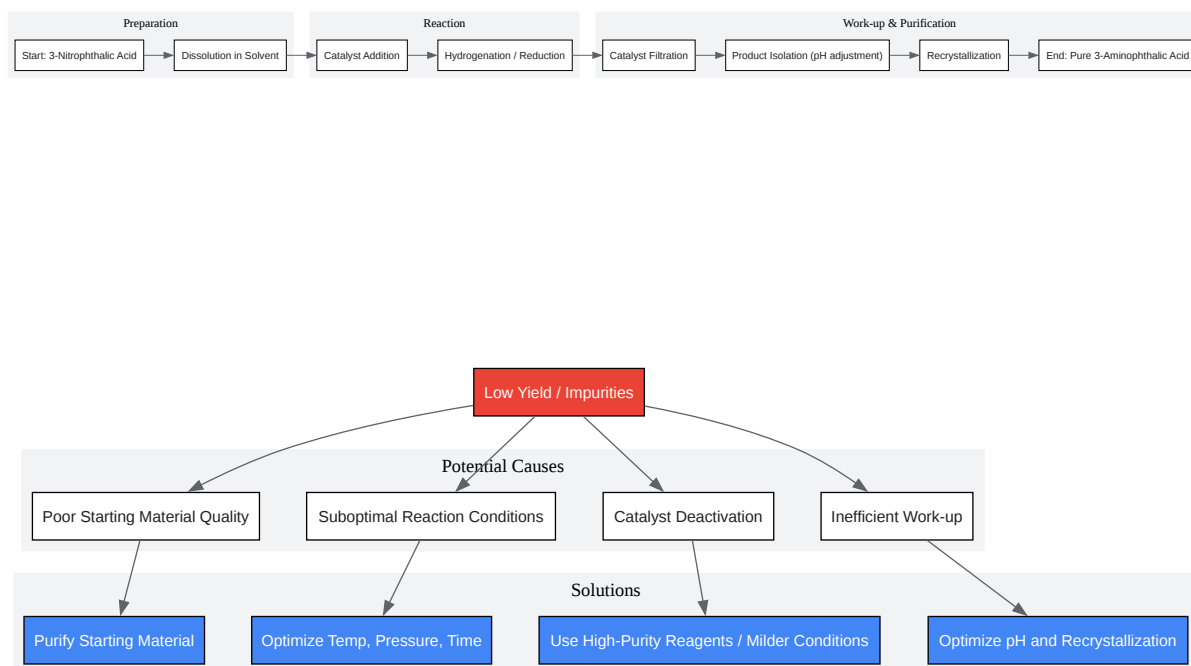 Preparation
Reaction
Work-up & Purification
Start: 3-Nitrophthalic Acid
Dissolution in Solvent
Catalyst Addition
Hydrogenation / Reduction
Catalyst Filtration
Product Isolation (pH adjustment)
Recrystallization
End: Pure 3-Aminophthalic Acid
Low Yield / Impurities
Potential Causes
Poor Starting Material Quality
Suboptimal Reaction Conditions
Catalyst Deactivation
Inefficient Work-up
Solutions
Purify Starting Material
Optimize Temp, Pressure, Time
Use High-Purity Reagents / Milder Conditions
Optimize pH and Recrystallization